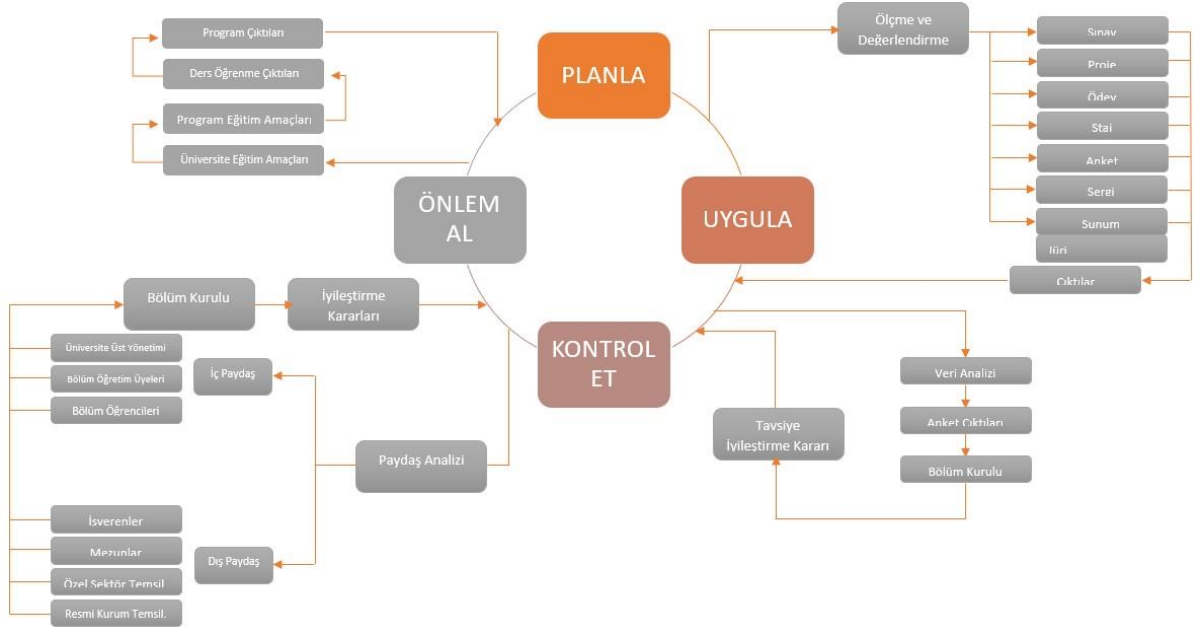 Program Çıktıları
Ders Öğrenme Çıktıları
Program Eğitim Amaçları
Üniversite Eğitim Amaçları
PLANLA
Ölçme ve
Değerlendirme
Sınav
Proje
Ödev
Staj
Anket
Sergi
Sunum
Jüri
Çıktılar
ÖNLEM
AL
UYGULA
Bölüm Kurulu
İyileştirme
Kararları
Üniversite Üst Yönetimi
Bölüm Öğretim Üyeleri
Bölüm Öğrencileri
İç Paydaş
KONTROL
ET
Veri Analizi
Anket Çıktıları
Bölüm Kurulu
Tavsiye
İyileştirme Kararı
Paydaş Analizi
İşverenler
Mezunlar
Özel Sektör Temsil.
Resmi Kurum Temsil.
Dış Paydaş